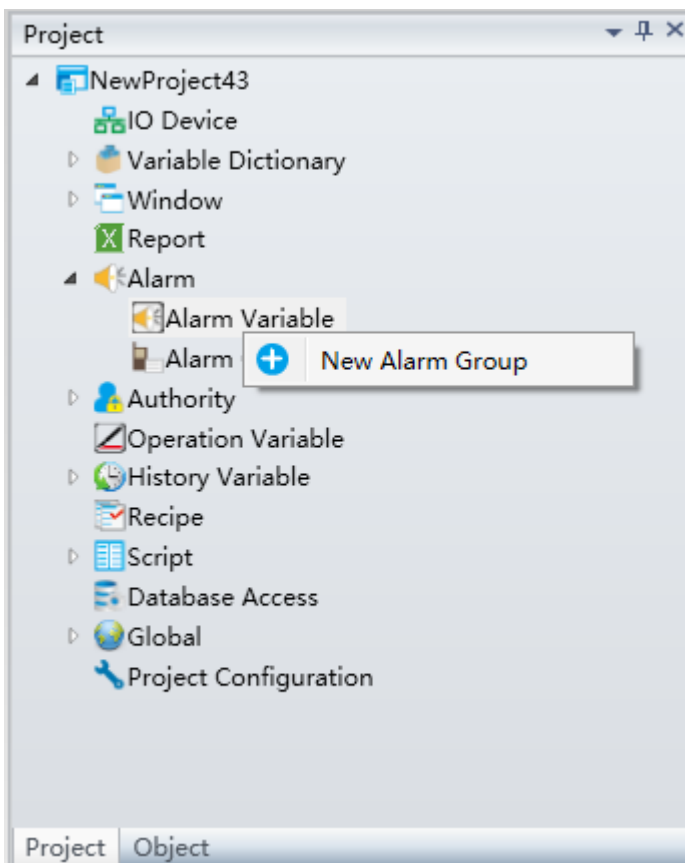 Project
NewProject43
IO Device
Variable Dictionary
Window
Report
Alarm
Alarm Variable
Alarm
New Alarm Group
Authority
Operation Variable
History Variable
Recipe
Script
Database Access
Global
Project Configuration
Project Object